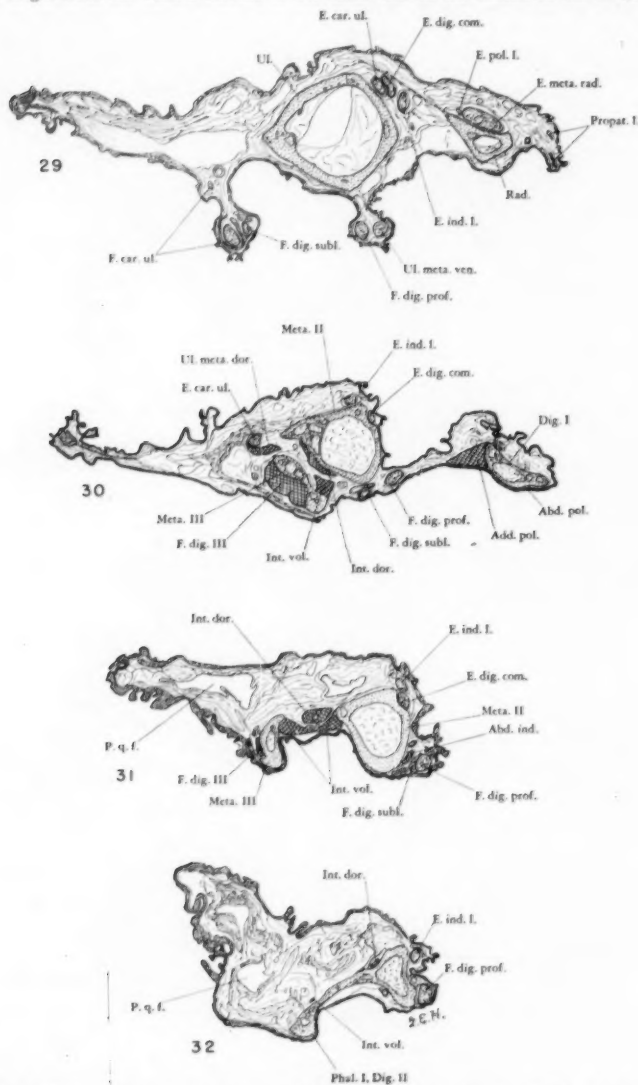 E. car. ul.
E. dig. com.
Ul.
E. pol. l.
E. meta. rad.
Propat. l.
29
Rad.
E. ind. l.
F. dig. subl.
F. car. ul.
Ul. meta. ven.
F. dig. prof.
Meta. II
E. ind. l.
Ul. meta. dor.
E. dig. com.
E. car. ul.
Dig. I
30
Abd. pol.
Meta. III
F. dig. prof.
Add. pol.
F. dig. III
F. dig. subl.
Int. vol.
Int. dor.
Int. dor.
E. ind. l.
E. dig. com.
Meta. II
P. q. f.
Abd. ind.
31
F. dig. III
Int. vol.
Meta. III
F. dig. prof.
F. dig. subl.
Int. dor.
E. ind. l.
F. dig. prof.
P. q. f.
32
Int. vol.
Phal. I, Dig. II